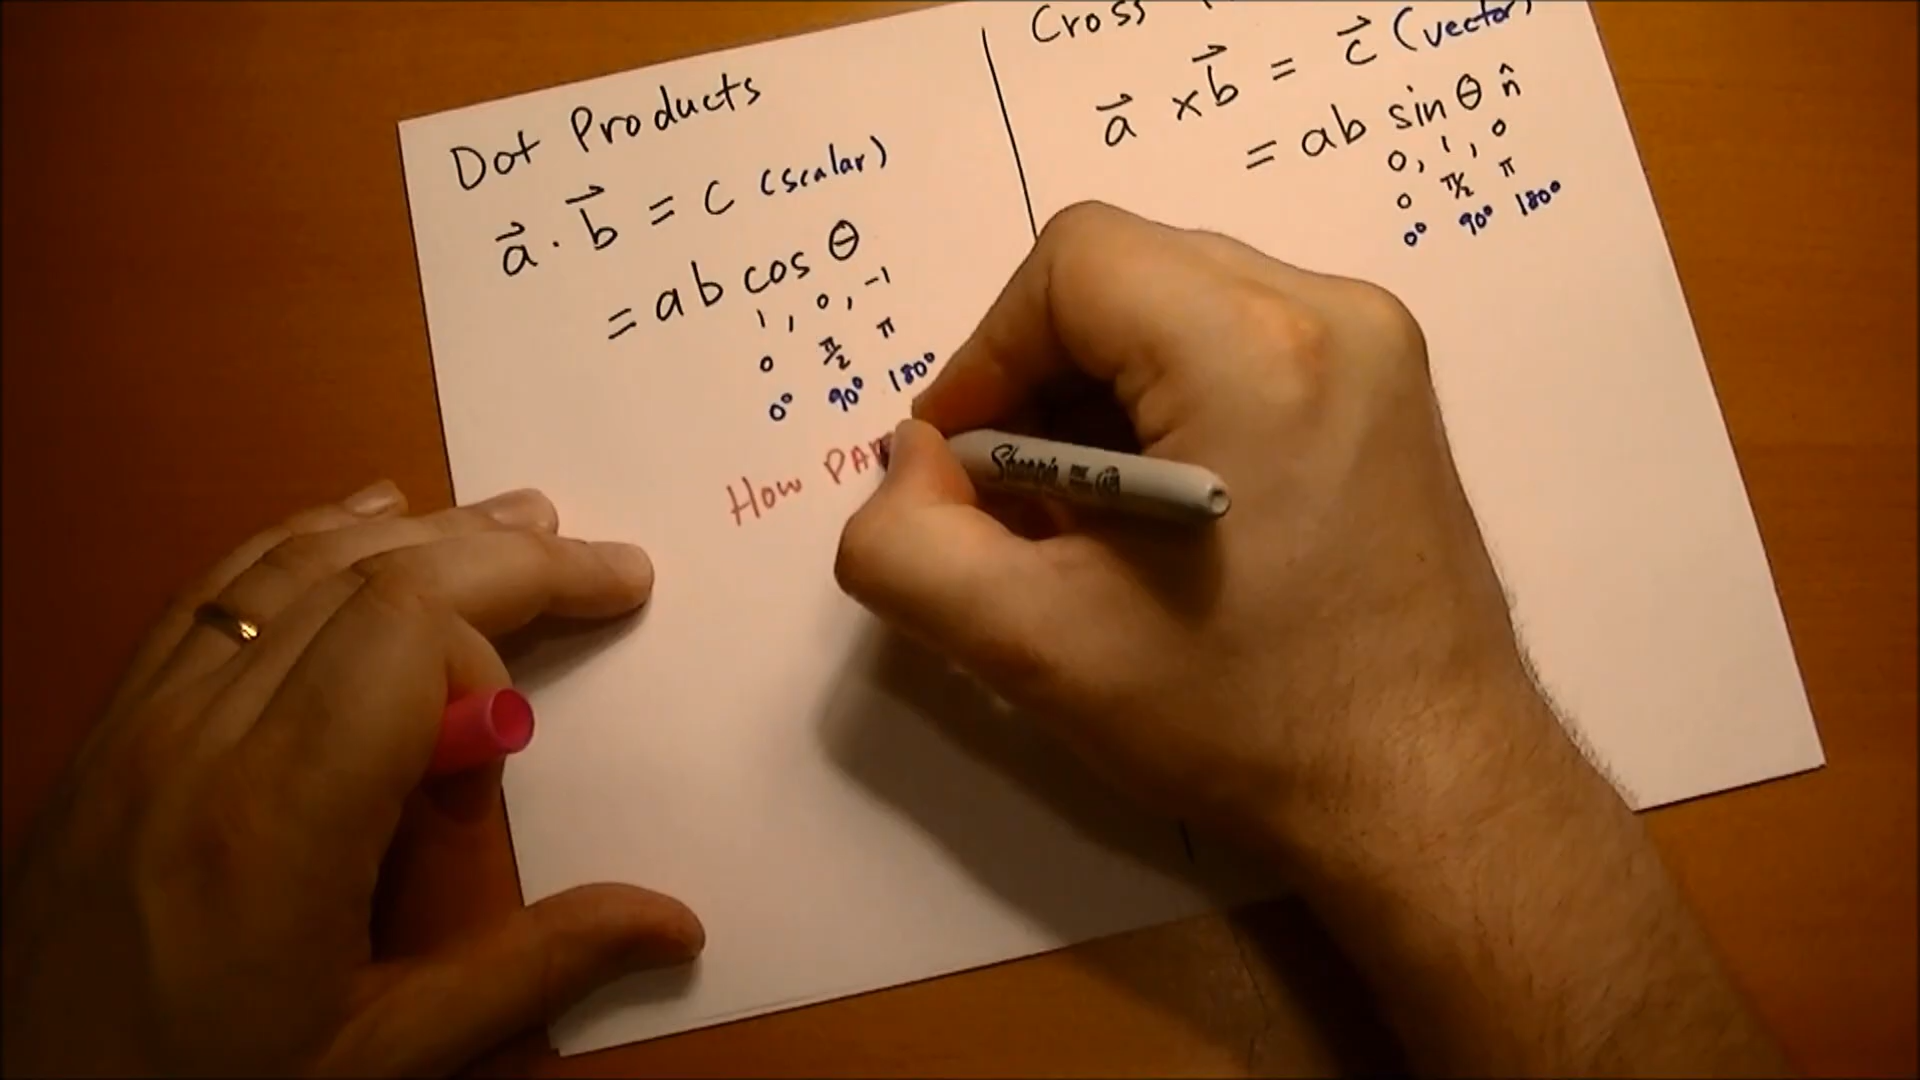 Dot Products
a⃗ · b⃗ = c (scalar)
= ab cos θ
1, 0, -1
0 π/2 π
0° 90° 180°
How
Cross
a⃗ × b⃗ = c⃗ (vector)
= ab sin θ n̂
0, 1, 0
0 π/2 π
0° 90° 180°
Sharpie